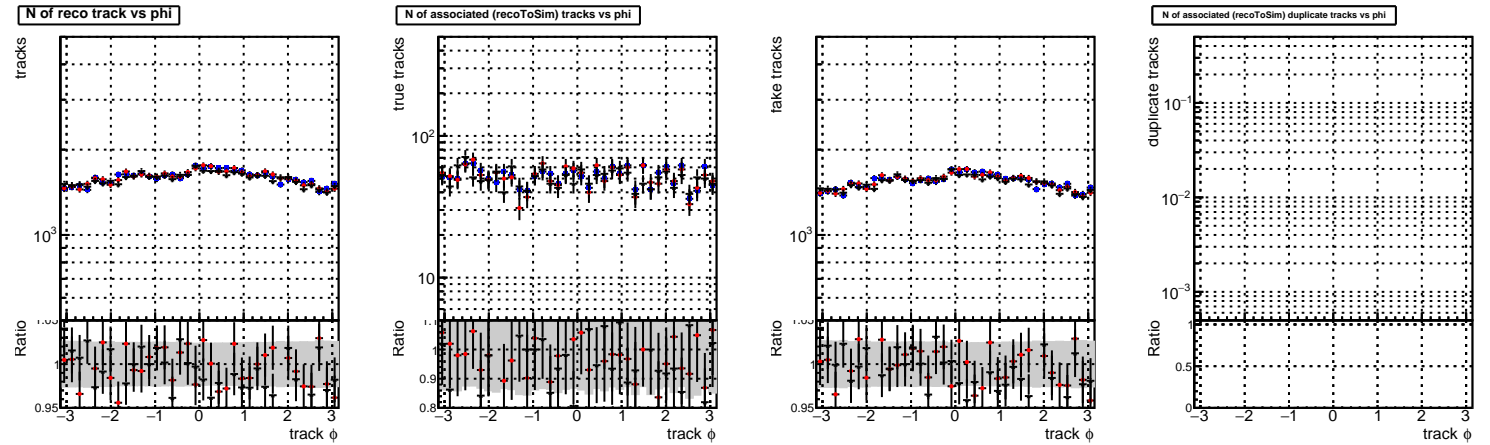 N of reco track vs phi
tracks
10³
Ratio
1.05
0.95
−3 −2 −1 0 1 2 3
track ϕ
N of associated (recoToSim) tracks vs phi
true tracks
10²
10
Ratio
1.1
1
0.9
0.8
−3 −2 −1 0 1 2 3
track ϕ
fake tracks
10³
Ratio
1.05
0.95
−3 −2 −1 0 1 2 3
track ϕ
N of associated (recoToSim) duplicate tracks vs phi
duplicate tracks
10⁻¹
10⁻²
10⁻³
Ratio
1
0.5
0
−3 −2 −1 0 1 2 3
track ϕ